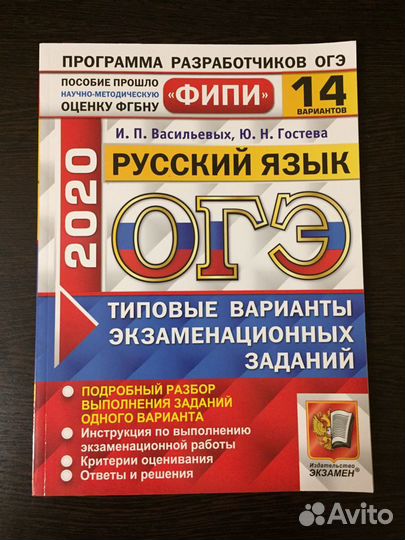 ПРОГРАММА РАЗРАБОТЧИКОВ ОГЭ
ПОСОБИЕ ПРОШЛО
НАУЧНО-МЕТОДИЧЕСКУЮ
ОЦЕНКУ ФГБНУ
«ФИПИ»
14
ВАРИАНТОВ
И. П. Васильевых, Ю. Н. Гостева
2020
РУССКИЙ ЯЗЫК
ОГЭ
ТИПОВЫЕ ВАРИАНТЫ
ЭКЗАМЕНАЦИОННЫХ
ЗАДАНИЙ
ПОДРОБНЫЙ РАЗБОР
ВЫПОЛНЕНИЯ ЗАДАНИЙ
ОДНОГО ВАРИАНТА
Инструкция по выполнению
экзаменационной работы
Критерии оценивания
Ответы и решения
Издательство
ЭКЗАМЕН®
Avito